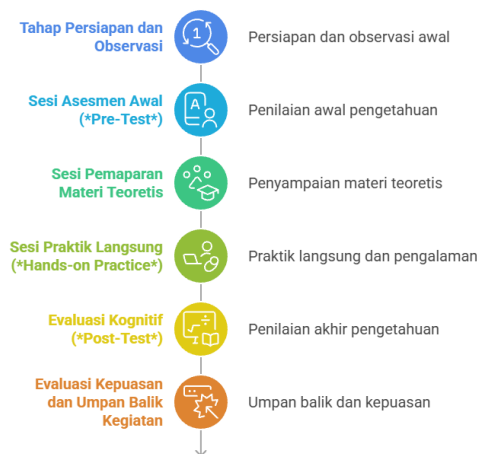 Tahap Persiapan dan
Observasi
1
Persiapan dan observasi awal
Sesi Asesmen Awal
(*Pre-Test*)
A
Penilaian awal pengetahuan
Sesi Pemaparan
Materi Teoretis
Penyampaian materi teoretis
Sesi Praktik Langsung
(*Hands-on Practice*)
Praktik langsung dan pengalaman
Evaluasi Kognitif
(*Post-Test*)
Penilaian akhir pengetahuan
Evaluasi Kepuasan
dan Umpan Balik
Kegiatan
Umpan balik dan kepuasan